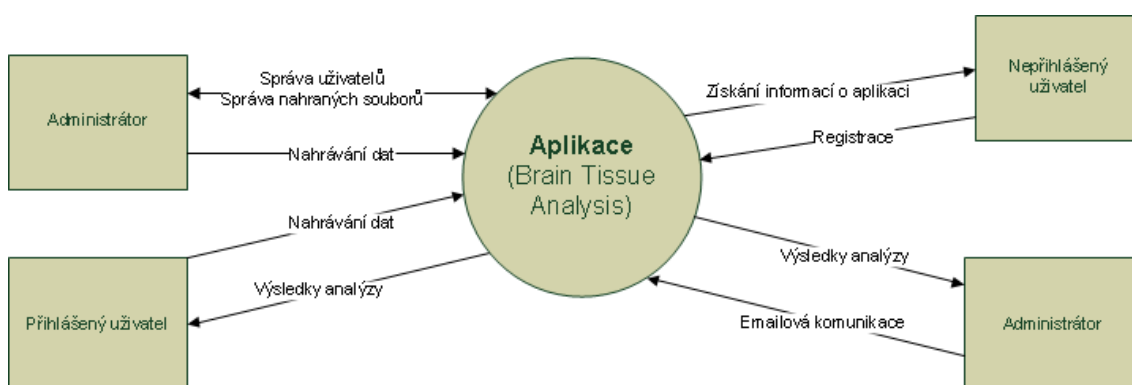 Správa uživatelů
Správa nahraných souborů
Administrátor
Nahrávání dat
Aplikace
(Brain Tissue
Analysis)
Získání informací o aplikaci
Nepřihlášený
uživatel
Registrace
Nahrávání dat
Výsledky analýzy
Přihlášený uživatel
Výsledky analýzy
Emailová komunikace
Administrátor